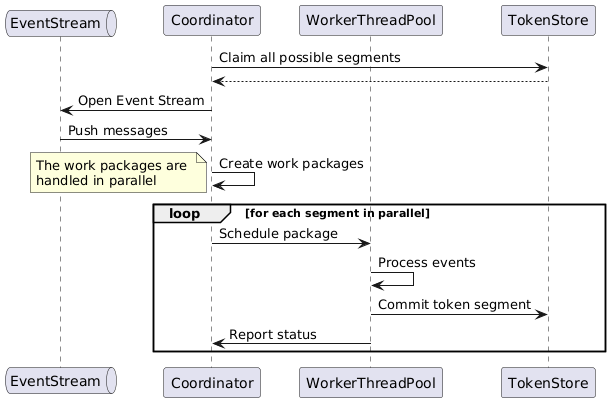 EventStream
Coordinator
WorkerThreadPool
TokenStore
Claim all possible segments
Open Event Stream
Push messages
The work packages are
handled in parallel
Create work packages
loop
[for each segment in parallel]
Schedule package
Process events
Commit token segment
Report status
EventStream
Coordinator
WorkerThreadPool
TokenStore